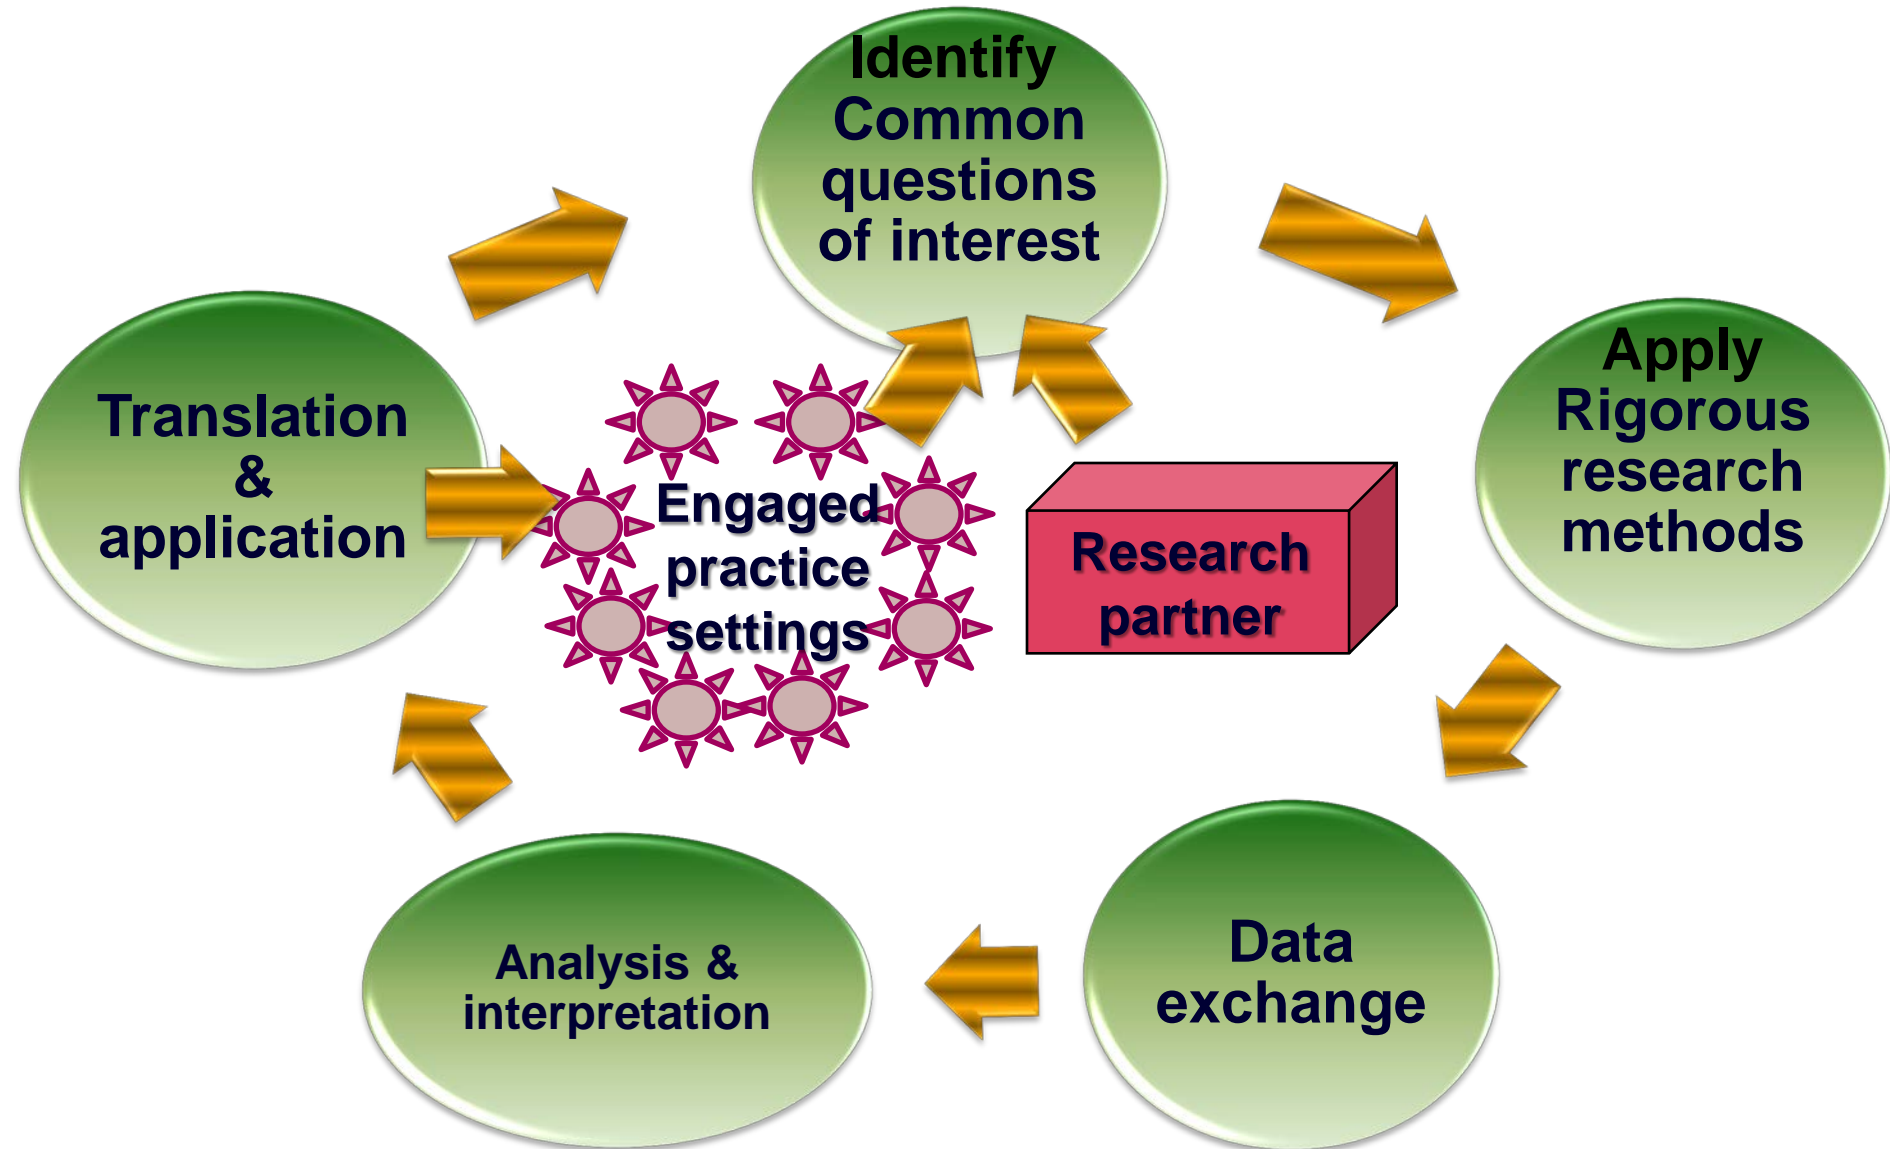 Identify
Common
questions
of interest
Apply
Rigorous
research
methods
Data
exchange
Analysis &
interpretation
Translation
&
application
Engaged
practice
settings
Research
partner